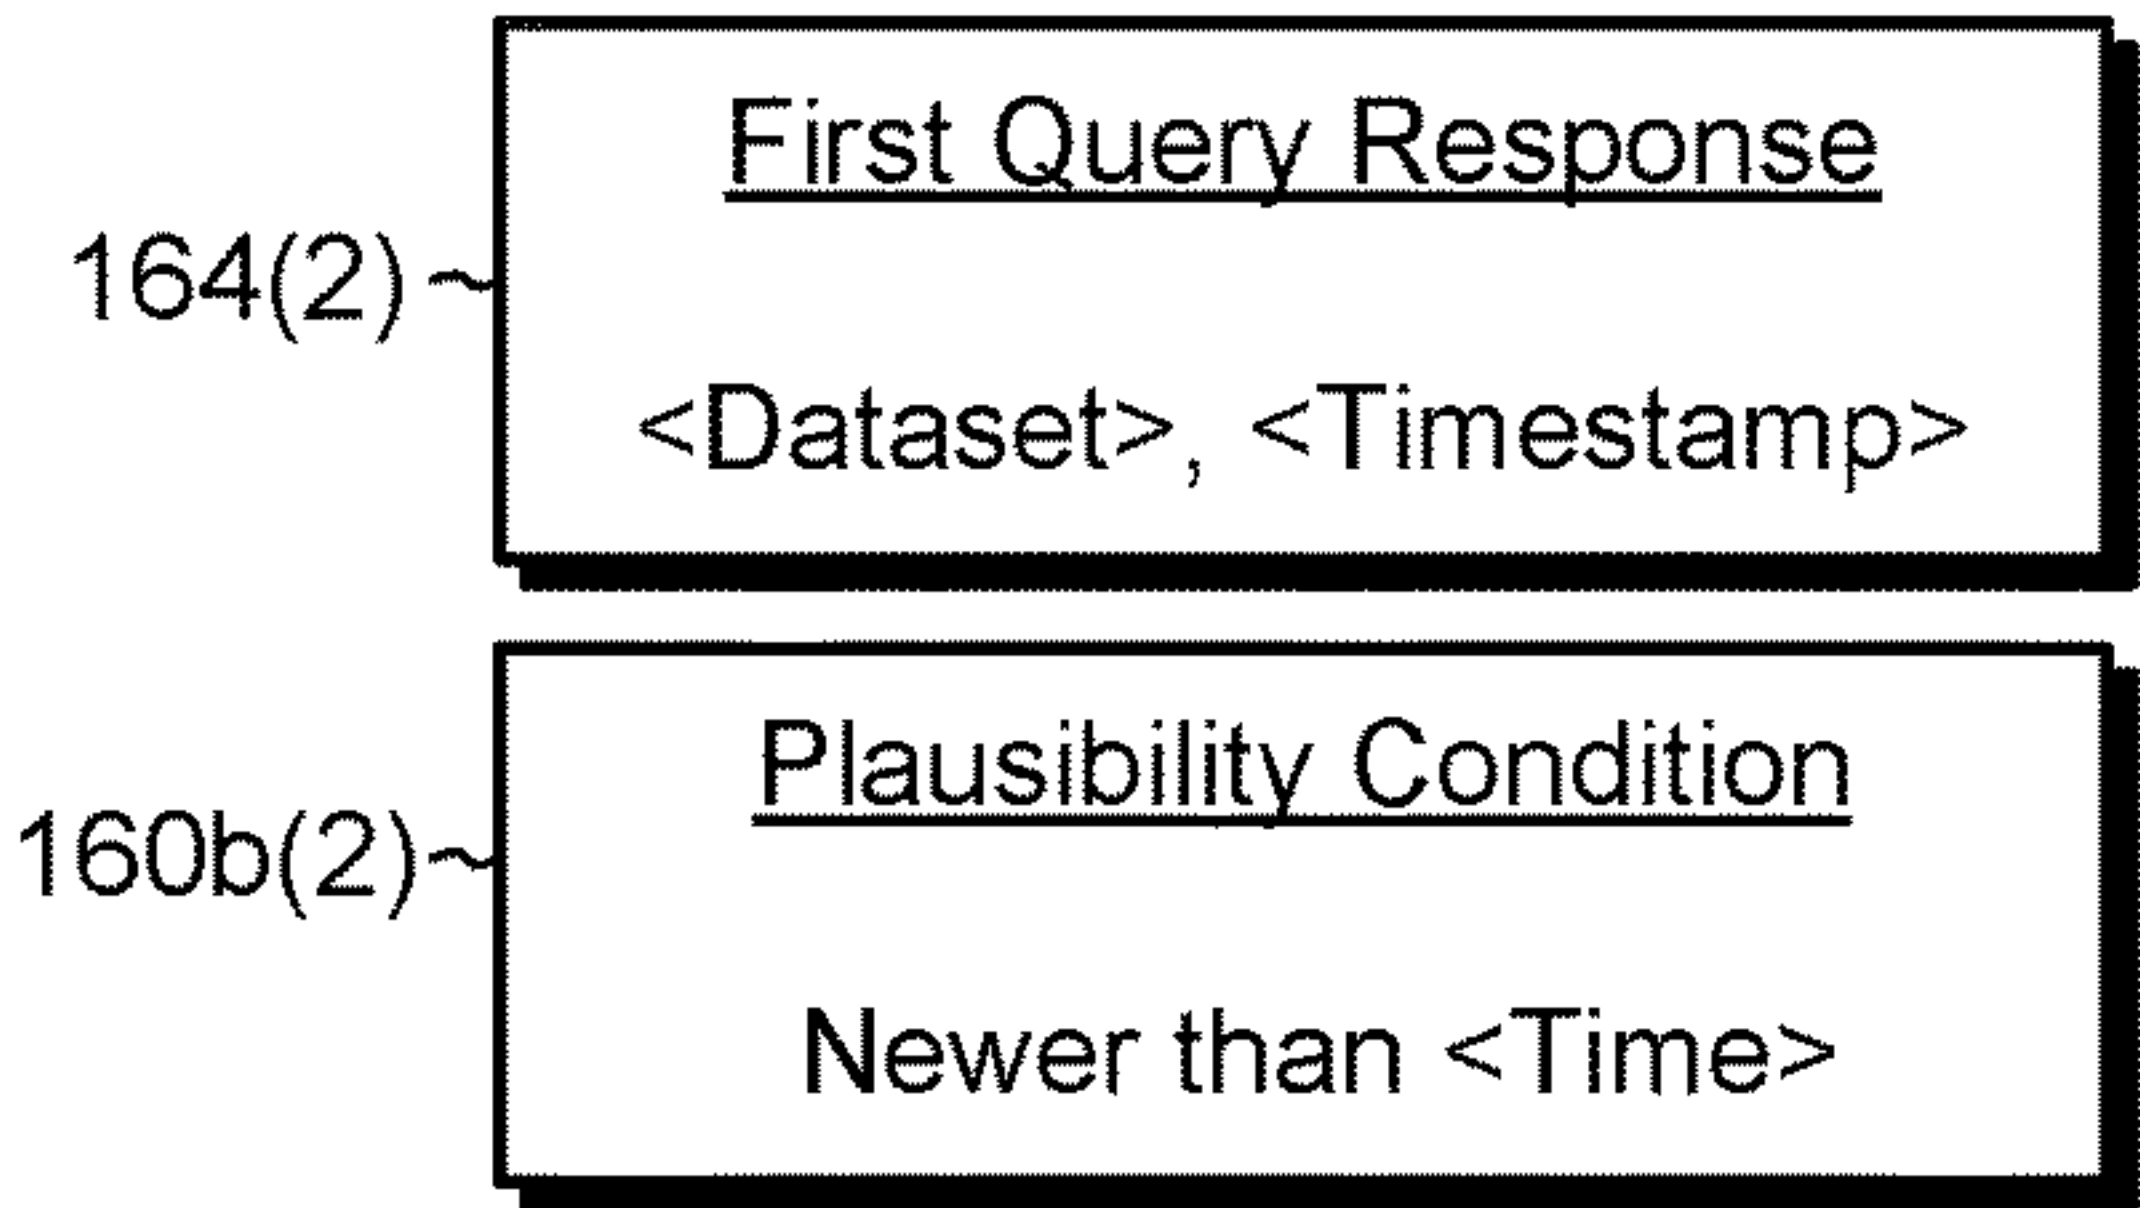 First Query Response
164(2)
<Dataset>, <Timestamp>
Plausibility Condition
160b(2)
Newer than <Time>